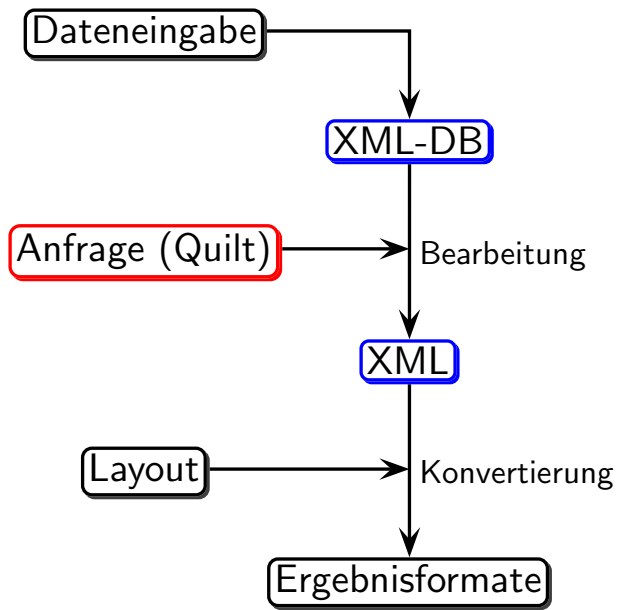 Dateneingabe
XML-DB
Anfrage (Quilt)
Bearbeitung
XML
Layout
Konvertierung
Ergebnisformate